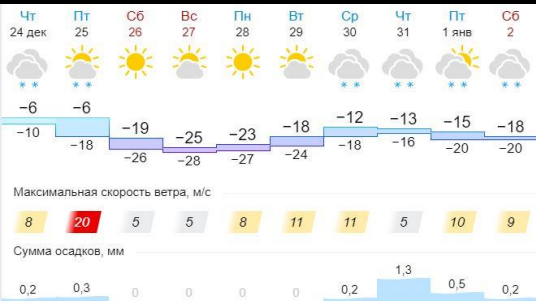 Чт Пт Сб Вс Пн Вт Ср Чт Пт Сб
24 дек 25 26 27 28 29 30 31 1 янв 2
−6 −6 −19 −25 −23 −18 −12 −13 −15 −18
−10 −18 −26 −28 −27 −24 −18 −16 −20 −20
Максимальная скорость ветра, м/с
8 20 5 5 8 11 11 5 10 9
Сумма осадков, мм
0,2 0,3 0 0 0 0 0,2 1,3 0,5 0,2